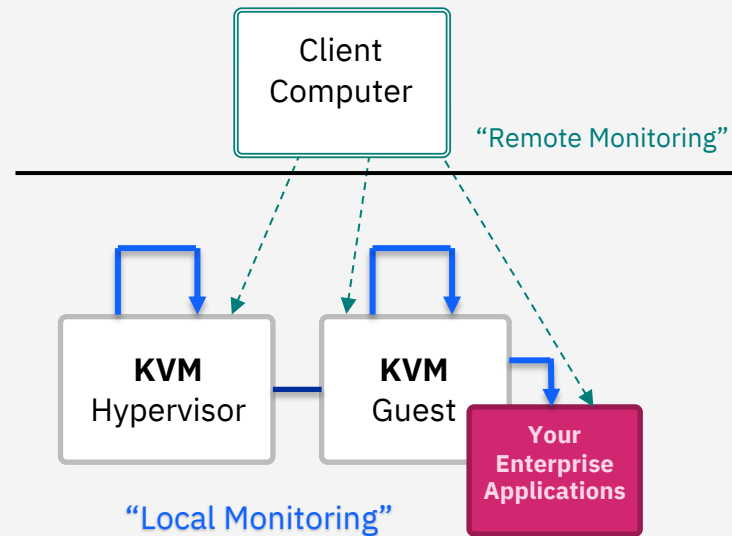 Client
Computer
“Remote Monitoring”
KVM
Hypervisor
KVM
Guest
Your
Enterprise
Applications
“Local Monitoring”